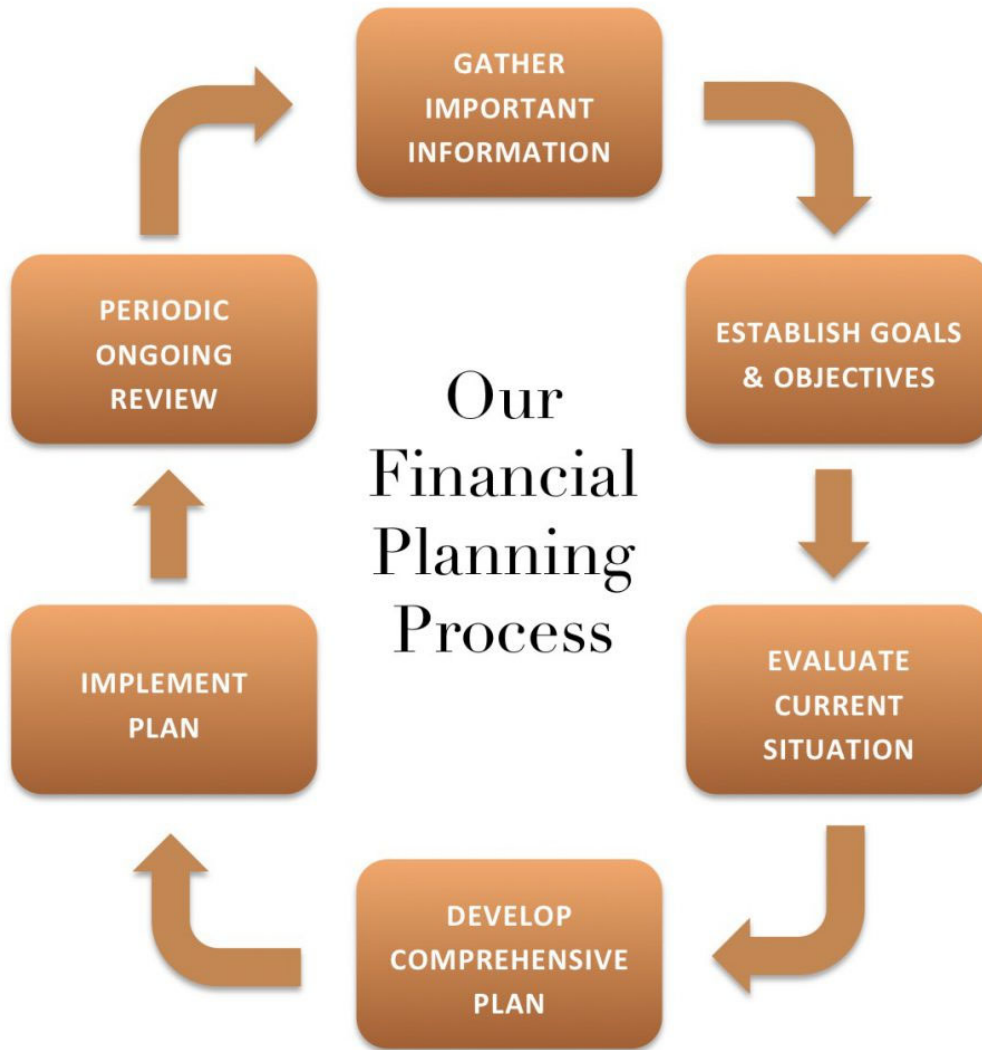 GATHER
IMPORTANT
INFORMATION
ESTABLISH GOALS
& OBJECTIVES
EVALUATE
CURRENT
SITUATION
DEVELOP
COMPREHENSIVE
PLAN
IMPLEMENT
PLAN
PERIODIC
ONGOING
REVIEW
Our
Financial
Planning
Process